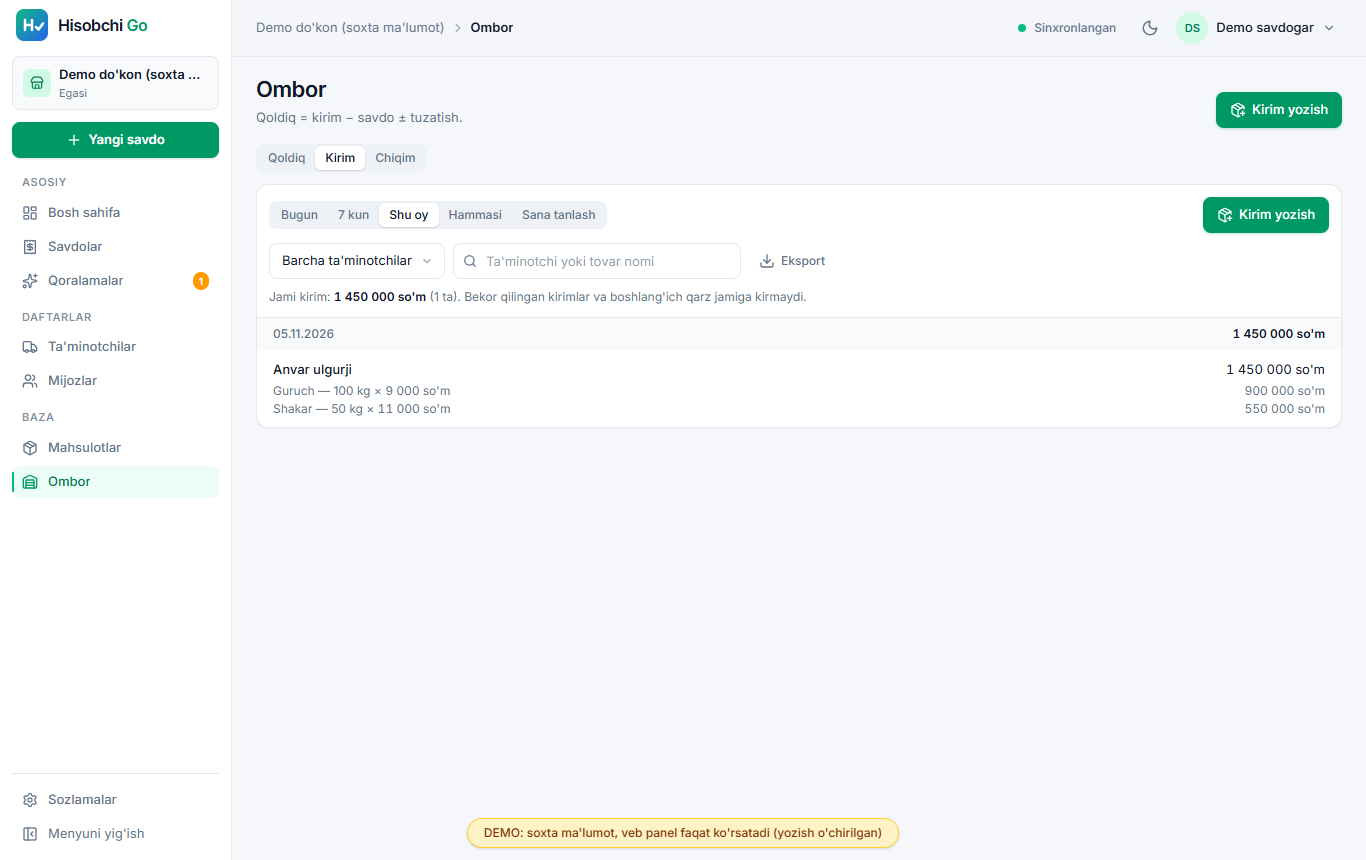 Hisobchi Go
Demo do'kon (soxta ...
Egasi
Yangi savdo
ASOSIY
Bosh sahifa
Savdolar
Qoralamalar 1
DAFTARLAR
Ta'minotchilar
Mijozlar
BAZA
Mahsulotlar
Ombor
Sozlamalar
Menyuni yig'ish
Demo do'kon (soxta ma'lumot) > Ombor
Sinxronlangan
DS Demo savdogar
Ombor
Qoldiq = kirim − savdo ± tuzatish.
Kirim yozish
Qoldiq Kirim Chiqim
Bugun 7 kun Shu oy Hammasi Sana tanlash
Kirim yozish
Barcha ta'minotchilar Ta'minotchi yoki tovar nomi Eksport
Jami kirim: 1 450 000 so'm (1 ta). Bekor qilingan kirimlar va boshlang'ich qarz jamiga kirmaydi.
05.11.2026 1 450 000 so'm
Anvar ulgurji 1 450 000 so'm
Guruch — 100 kg × 9 000 so'm 900 000 so'm
Shakar — 50 kg × 11 000 so'm 550 000 so'm
DEMO: soxta ma'lumot, veb panel faqat ko'rsatadi (yozish o'chirilgan)